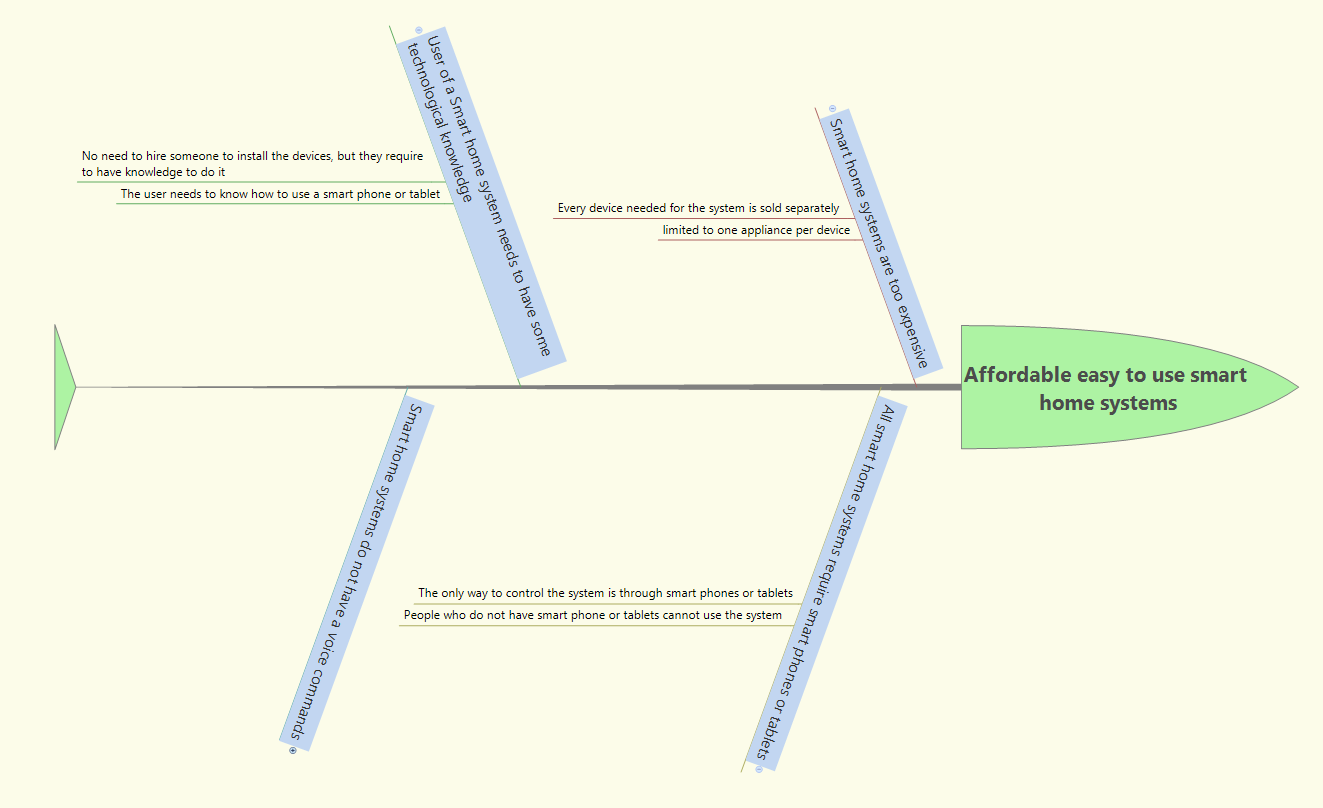 User of a Smart home system needs to have some
technological knowledge
No need to hire someone to install the devices, but they require
to have knowledge to do it
The user needs to know how to use a smart phone or tablet
Smart home systems are too expensive
Every device needed for the system is sold separately
limited to one appliance per device
Affordable easy to use smart
home systems
Smart home systems do not have a voice commands
All smart home systems require smart phones or tablets
The only way to control the system is through smart phones or tablets
People who do not have smart phone or tablets cannot use the system